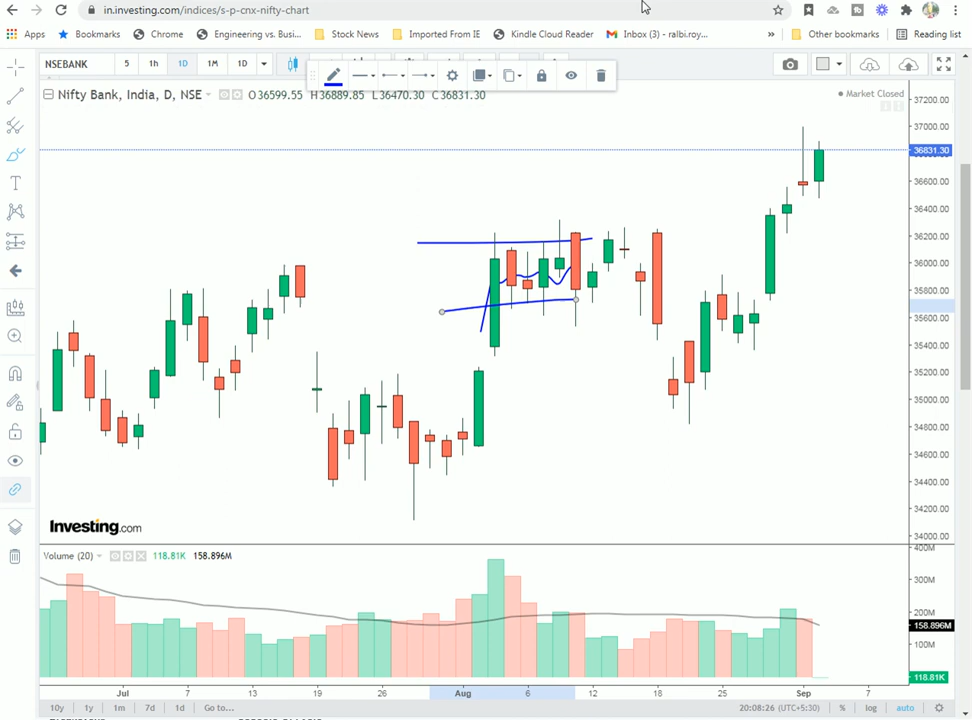 in.investing.com/indices/s-p-cnx-nifty-chart
Apps Bookmarks Chrome Engineering vs. Busi... Stock News Imported From IE Kindle Cloud Reader Inbox (3) - ralbi.roy... » Other bookmarks Reading list
NSEBANK 5 1h 1D 1M 1D
Nifty Bank, India, D, NSE O36599.55 H36889.85 L36470.30 C36831.30
Market Closed
37200.00
37000.00
36831.30
36600.00
36400.00
36200.00
36000.00
35800.00
35600.00
35400.00
35200.00
35000.00
34800.00
34600.00
34400.00
34200.00
34000.00
Investing.com
Volume (20) 118.81K 158.896M
400M
300M
200M
158.896M
100M
118.81K
Jul 7 13 19 26 Aug 6 12 18 25 Sep 7
10y 1y 1m 7d 1d Go to... 20:08:26 (UTC+5:30) % log auto